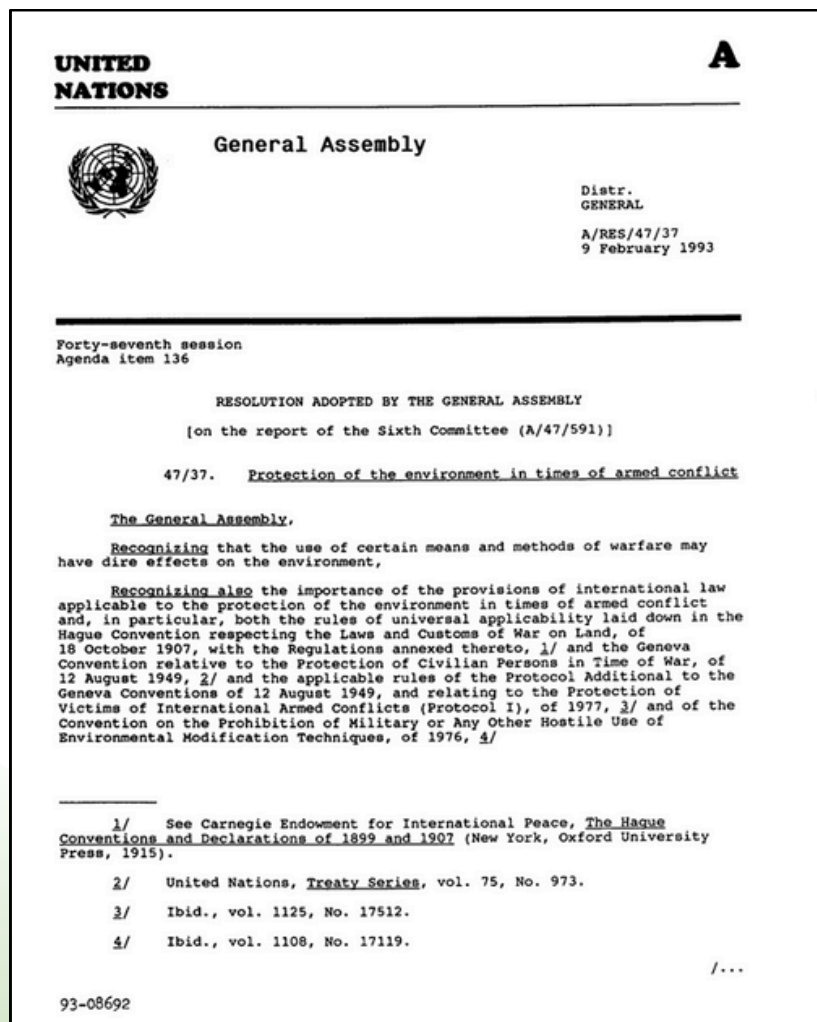 UNITED
NATIONS
A
General Assembly
Distr.
GENERAL
A/RES/47/37
9 February 1993
Forty-seventh session
Agenda item 136
RESOLUTION ADOPTED BY THE GENERAL ASSEMBLY
[on the report of the Sixth Committee (A/47/591)]
47/37. Protection of the environment in times of armed conflict
The General Assembly,
Recognizing that the use of certain means and methods of warfare may
have dire effects on the environment,
Recognizing also the importance of the provisions of international law
applicable to the protection of the environment in times of armed conflict
and, in particular, both the rules of universal applicability laid down in the
Hague Convention respecting the Laws and Customs of War on Land, of
18 October 1907, with the Regulations annexed thereto, 1/ and the Geneva
Convention relative to the Protection of Civilian Persons in Time of War, of
12 August 1949, 2/ and the applicable rules of the Protocol Additional to the
Geneva Conventions of 12 August 1949, and relating to the Protection of
Victims of International Armed Conflicts (Protocol I), of 1977, 3/ and of the
Convention on the Prohibition of Military or Any Other Hostile Use of
Environmental Modification Techniques, of 1976, 4/
1/ See Carnegie Endowment for International Peace, The Hague
Conventions and Declarations of 1899 and 1907 (New York, Oxford University
Press, 1915).
2/ United Nations, Treaty Series, vol. 75, No. 973.
3/ Ibid., vol. 1125, No. 17512.
4/ Ibid., vol. 1108, No. 17119.
/...
93-08692